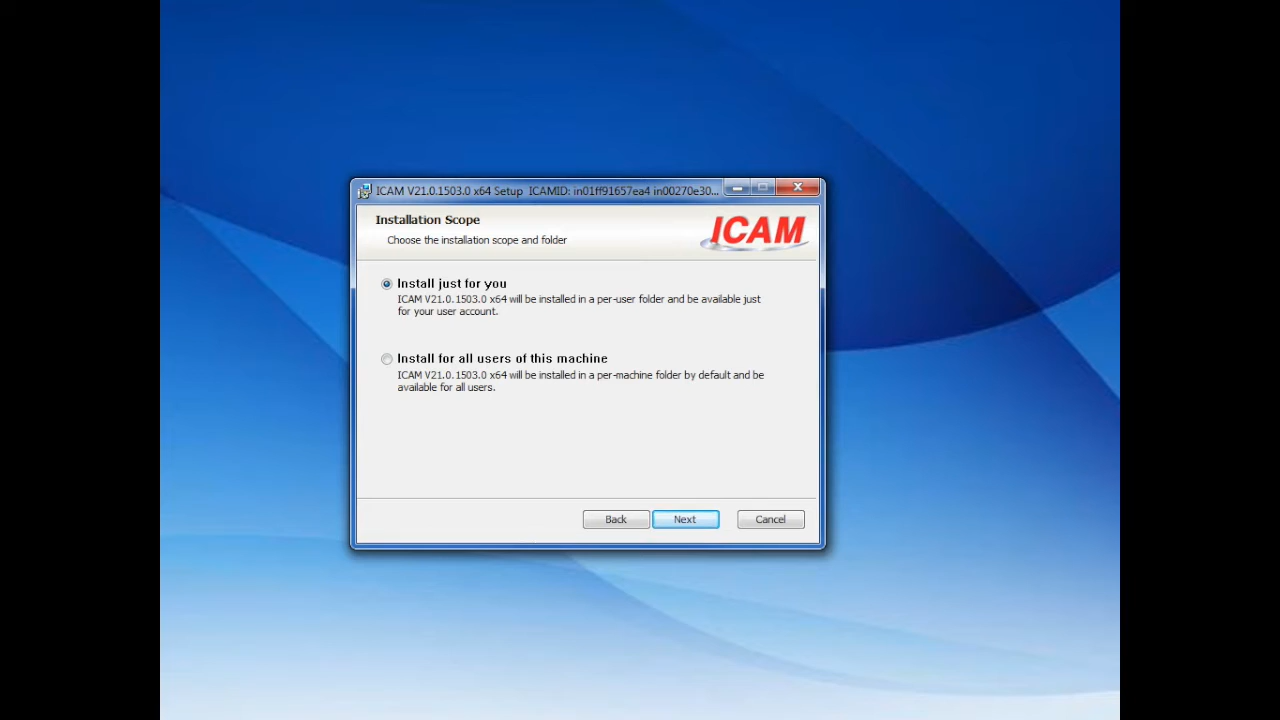 ICAM V21.0.1503.0 x64 Setup ICAMID: in01ff91657ea4 in00270e30...
Installation Scope
Choose the installation scope and folder
ICAM
Install just for you
ICAM V21.0.1503.0 x64 will be installed in a per-user folder and be available just
for your user account.
Install for all users of this machine
ICAM V21.0.1503.0 x64 will be installed in a per-machine folder by default and be
available for all users.
Back
Next
Cancel